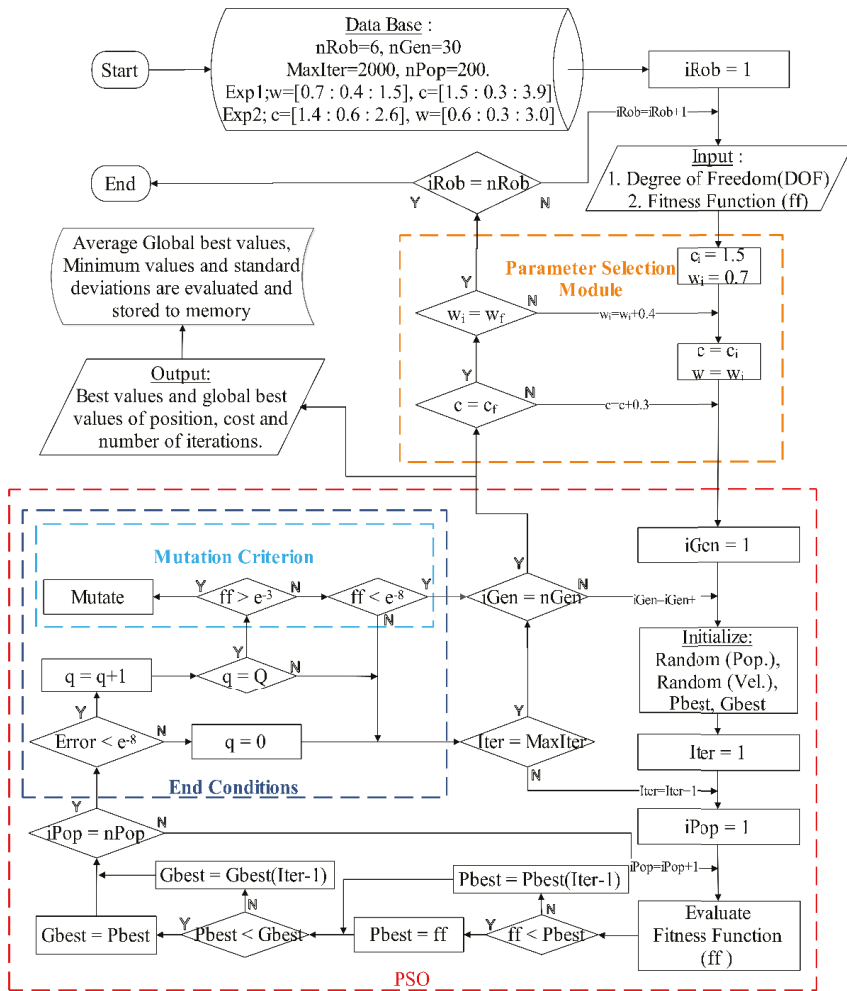 Data Base :
nRob=6, nGen=30
MaxIter=2000, nPop=200.
Exp1;w=[0.7 : 0.4 : 1.5], c=[1.5 : 0.3 : 3.9]
Exp2; c=[1.4 : 0.6 : 2.6], w=[0.6 : 0.3 : 3.0]
Start
iRob = 1
iRob=iRob+1
End
iRob = nRob
Y
N
Input :
1. Degree of Freedom(DOF)
2. Fitness Function (ff)
Average Global best values,
Minimum values and standard
deviations are evaluated and
stored to memory
Parameter Selection
Module
ci = 1.5
wi = 0.7
Y
wi = wf
N
wi=wi+0.4
c = ci
w = wi
Output:
Best values and global best
values of position, cost and
number of iterations.
Y
c = cf
N
c=c+0.3
iGen = 1
Mutation Criterion
Mutate
Y
ff > e-3
N
ff < e-8
Y
N
Y
iGen = nGen
N
iGen=iGen+
Initialize:
Random (Pop.),
Random (Vel.),
Pbest, Gbest
q = q+1
Y
q = Q
N
Y
Error < e-8
N
q = 0
Y
Iter = MaxIter
N
Iter = 1
End Conditions
Iter=Iter-1
Y
iPop = nPop
N
iPop = 1
iPop=iPop+1
Gbest = Gbest(Iter-1)
Pbest = Pbest(Iter-1)
Gbest = Pbest
Y
Pbest < Gbest
N
Pbest = ff
Y
ff < Pbest
N
Evaluate
Fitness Function
(ff )
PSO